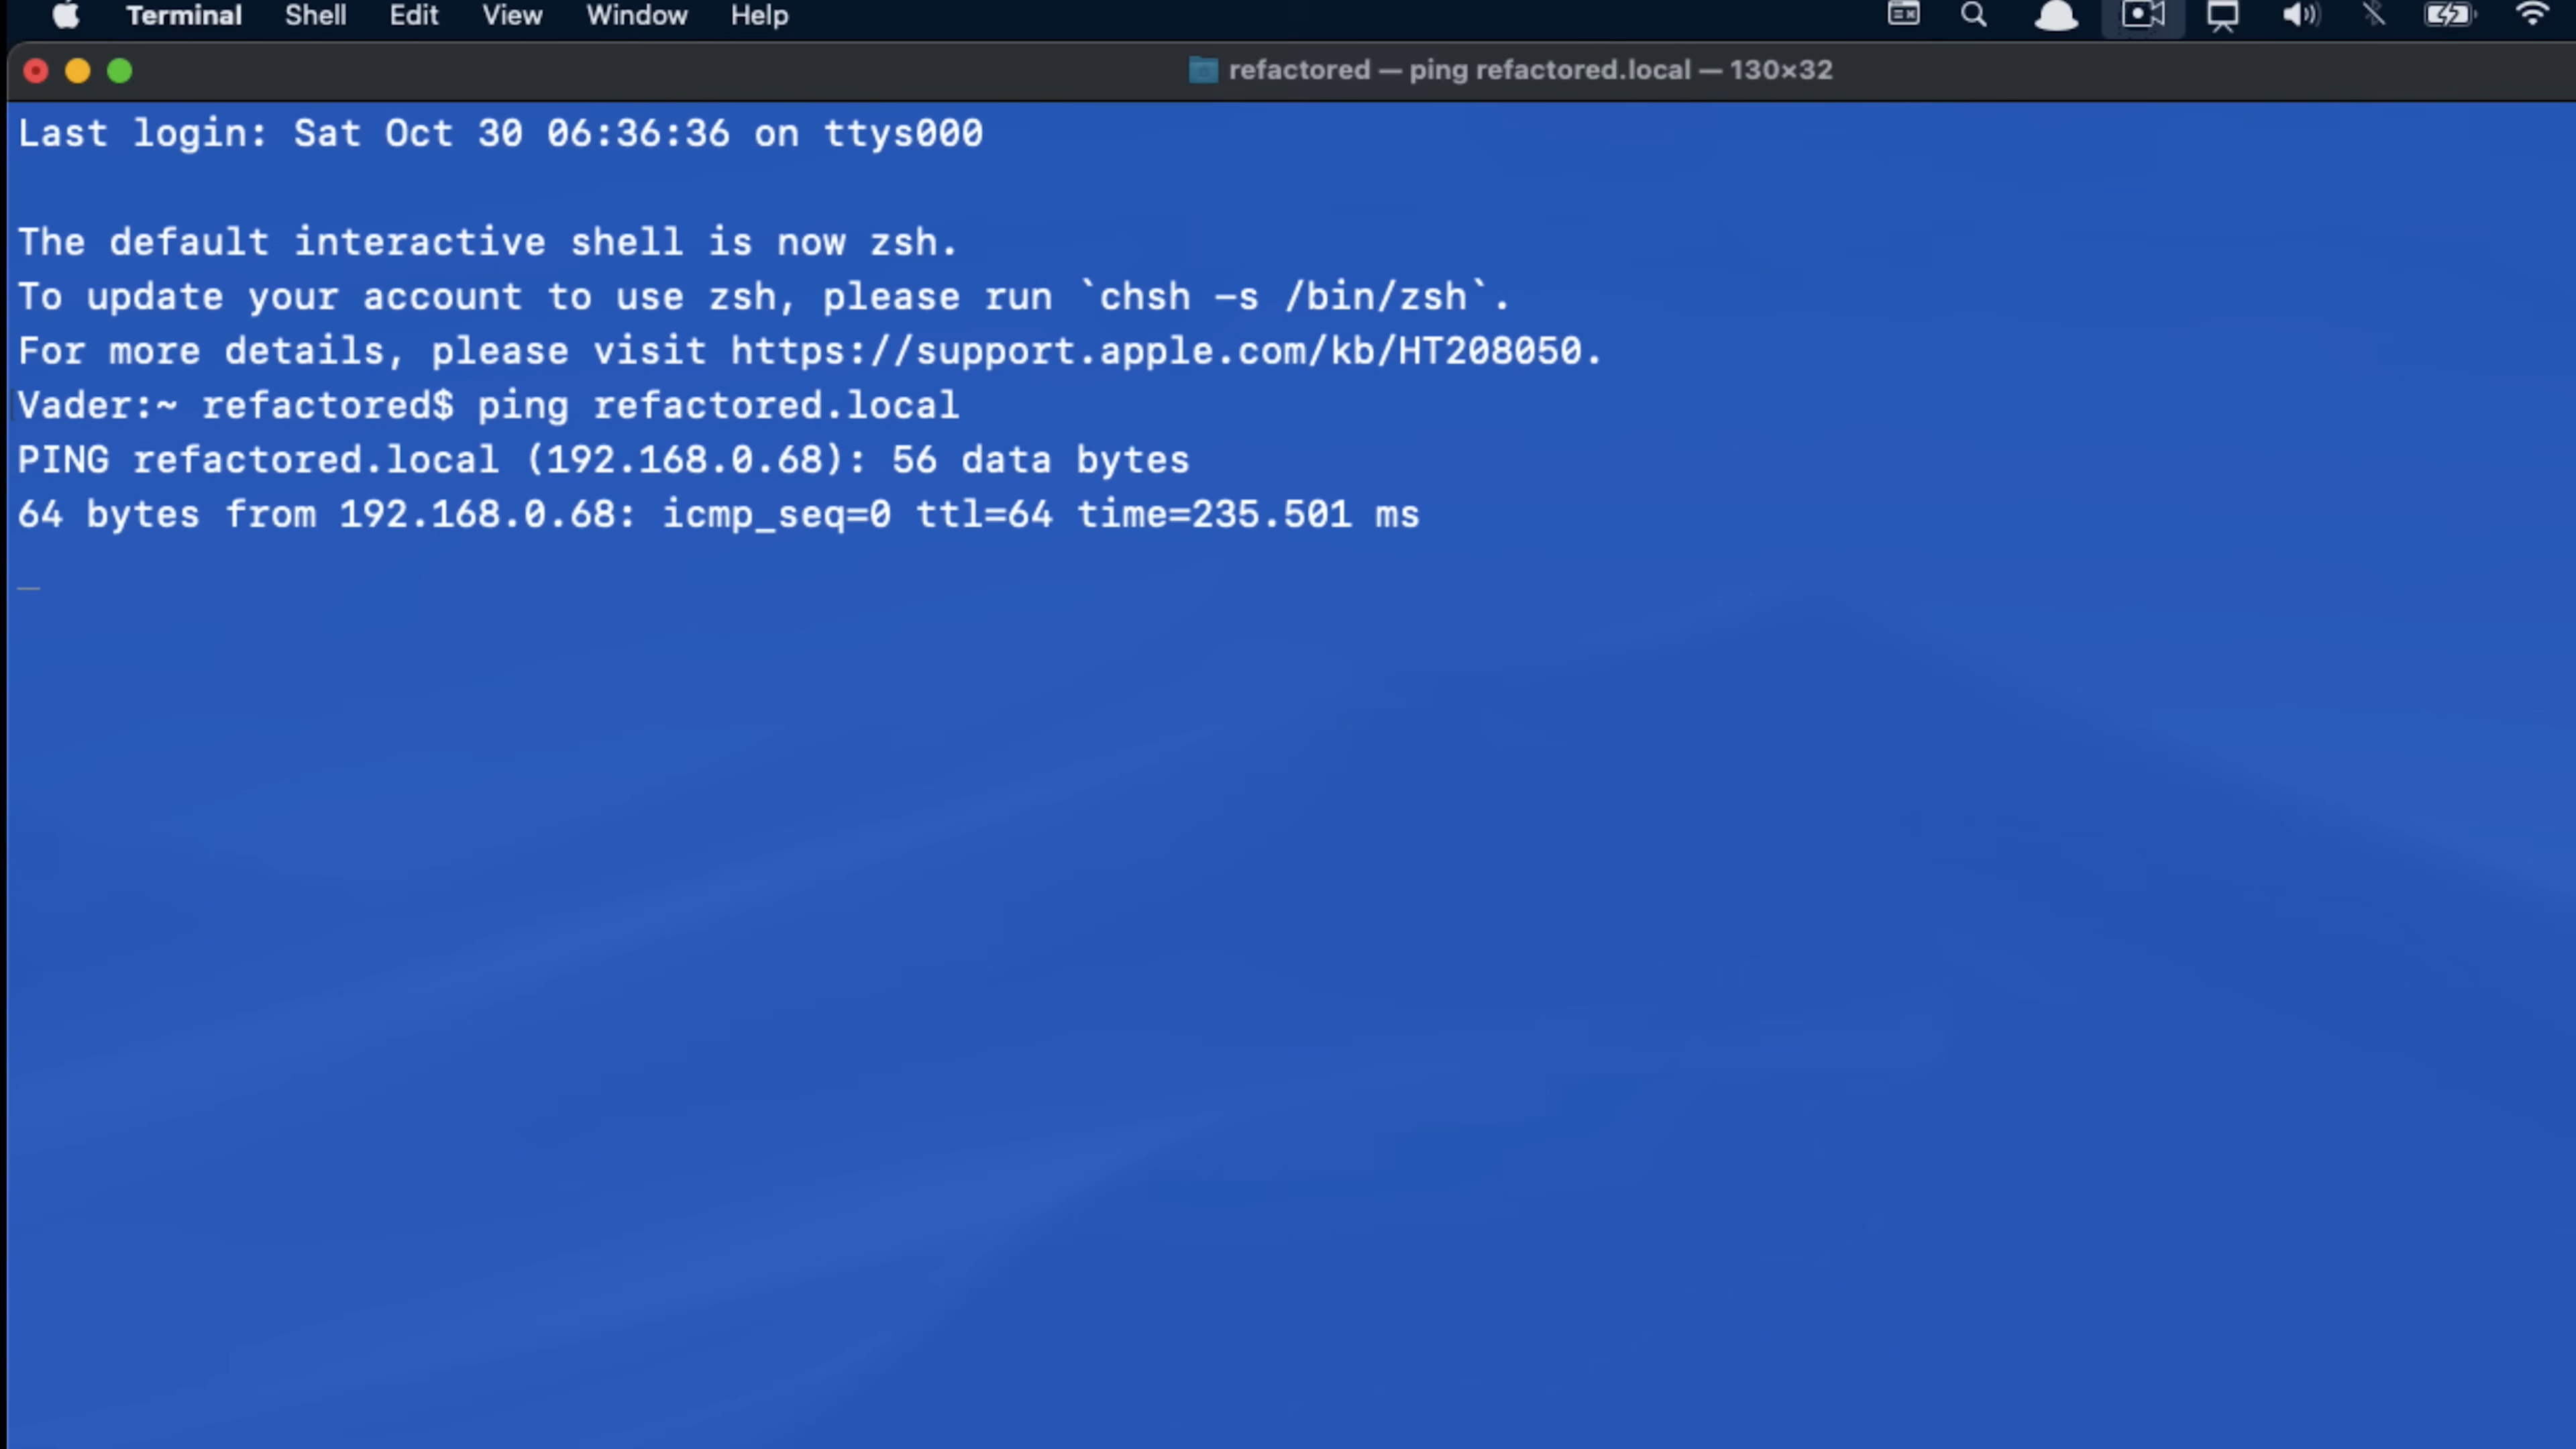 Terminal Shell Edit View Window Help
refactored — ping refactored.local — 130×32
Last login: Sat Oct 30 06:36:36 on ttys000
The default interactive shell is now zsh.
To update your account to use zsh, please run `chsh -s /bin/zsh`.
For more details, please visit https://support.apple.com/kb/HT208050.
Vader:~ refactored$ ping refactored.local
PING refactored.local (192.168.0.68): 56 data bytes
64 bytes from 192.168.0.68: icmp_seq=0 ttl=64 time=235.501 ms